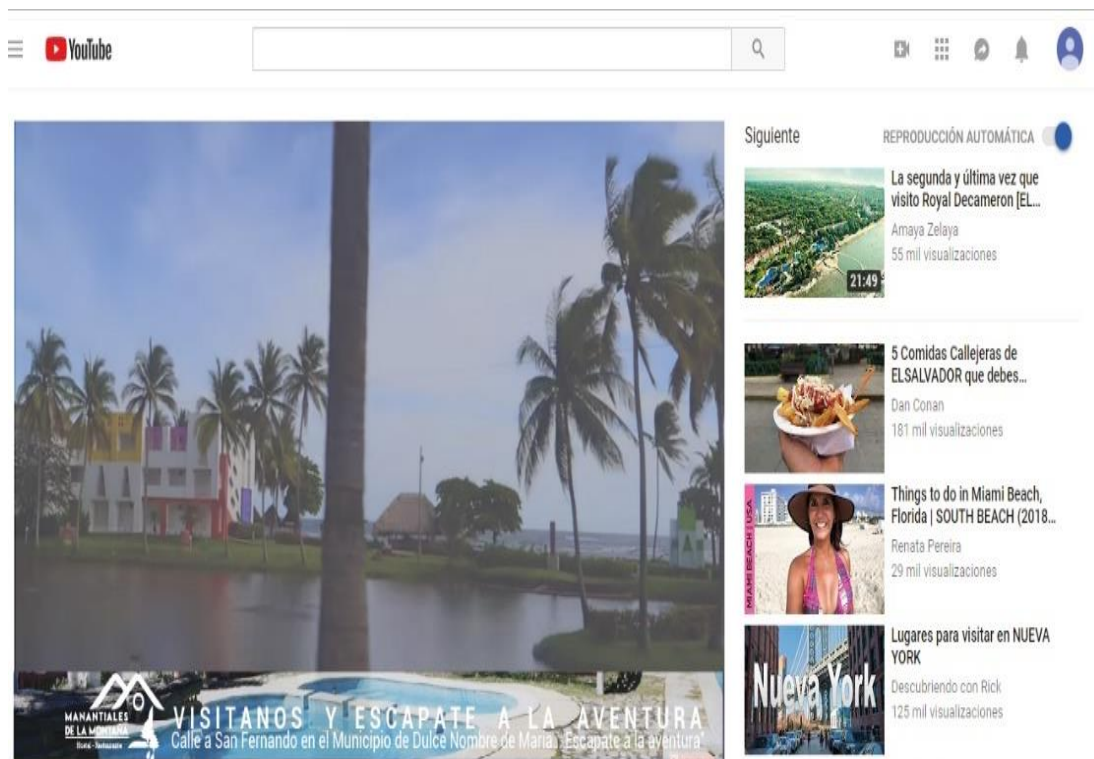 YouTube
Siguiente
REPRODUCCIÓN AUTOMÁTICA
La segunda y última vez que
visito Royal Decameron [EL...
Amaya Zelaya
55 mil visualizaciones
21:49
5 Comidas Callejeras de
ELSALVADOR que debes...
Dan Conan
181 mil visualizaciones
MIAMI BEACH | USA
Things to do in Miami Beach,
Florida | SOUTH BEACH (2018...
Renata Pereira
29 mil visualizaciones
Nueva York
Lugares para visitar en NUEVA
YORK
Descubriendo con Rick
125 mil visualizaciones
MANANTIALES
DE LA MONTAÑA
Hostal - Restaurante
VISITANOS Y ESCAPATE A LA AVENTURA
Calle a San Fernando en el Municipio de Dulce Nombre de Maria... Escapate a la aventura"